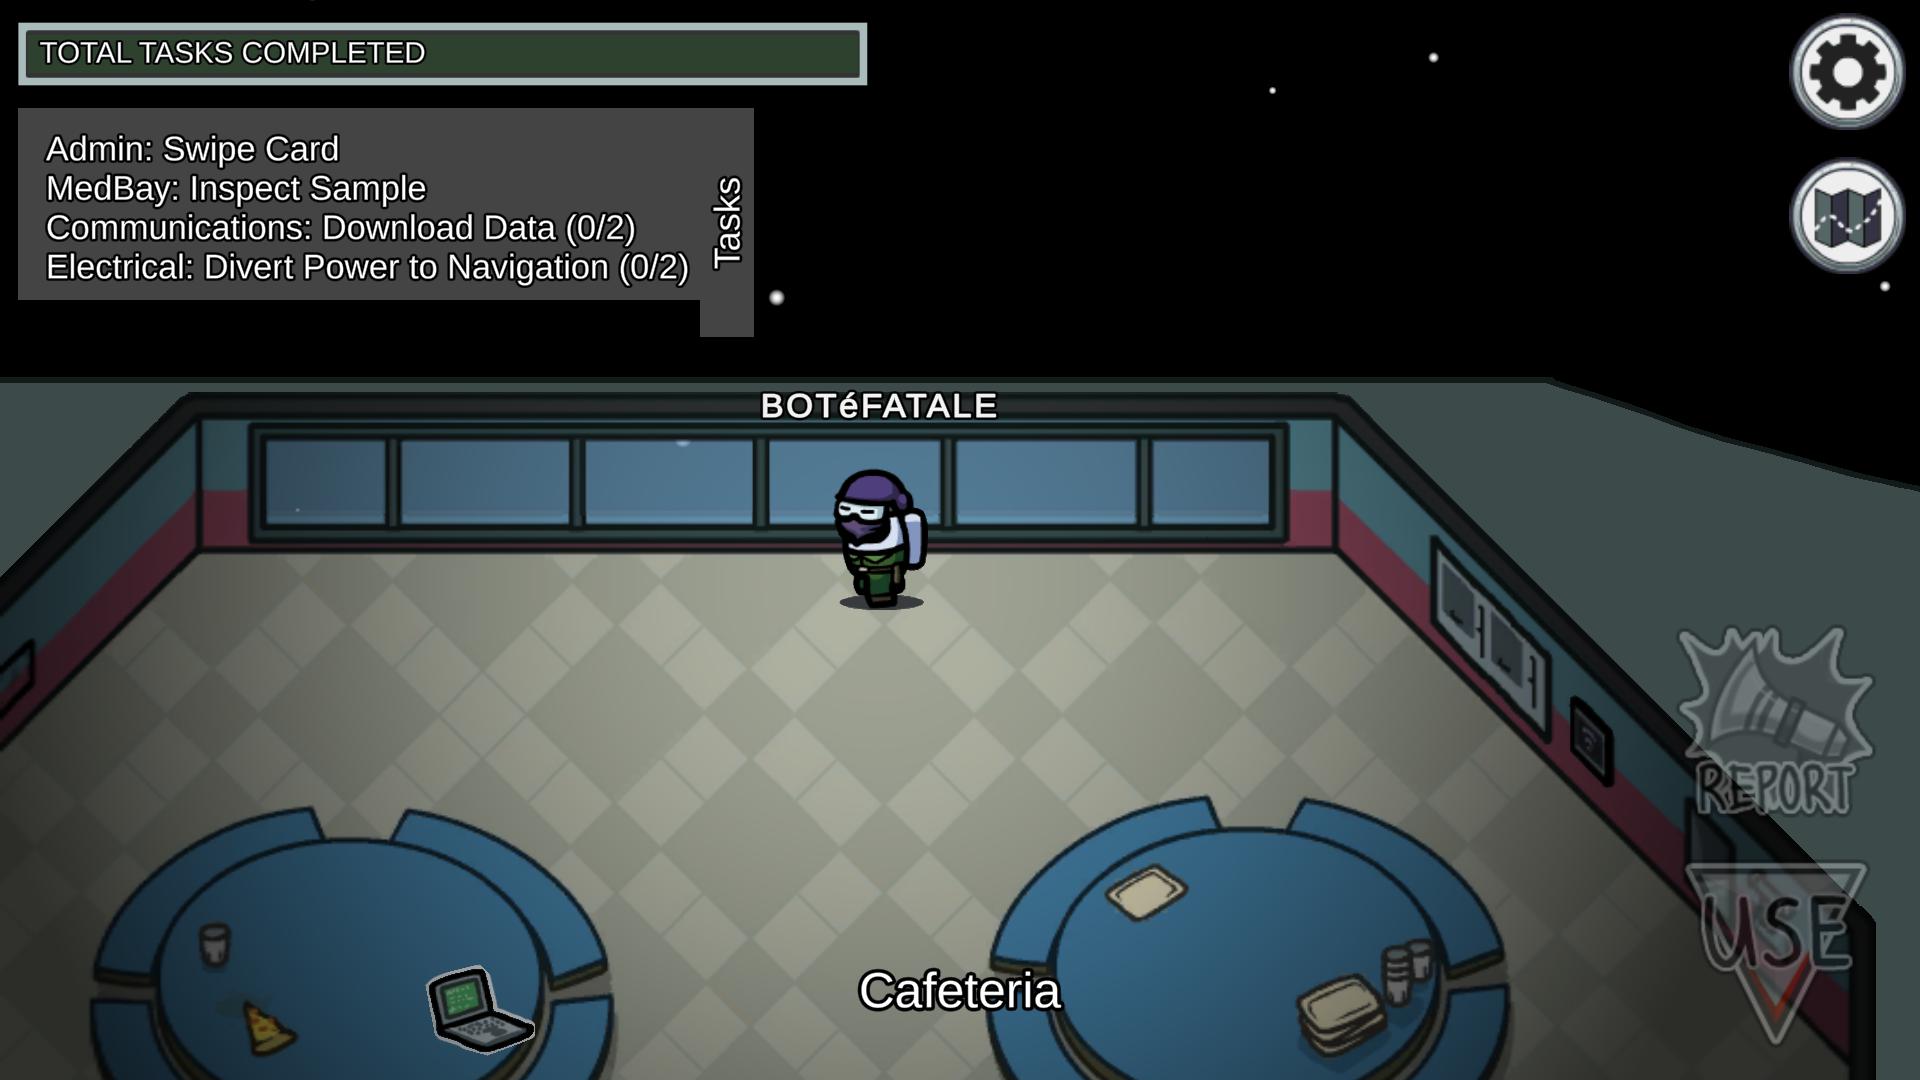 TOTAL TASKS COMPLETED
Admin: Swipe Card
MedBay: Inspect Sample
Communications: Download Data (0/2)
Electrical: Divert Power to Navigation (0/2)
Tasks
BOTéFATALE
REPORT
USE
Cafeteria